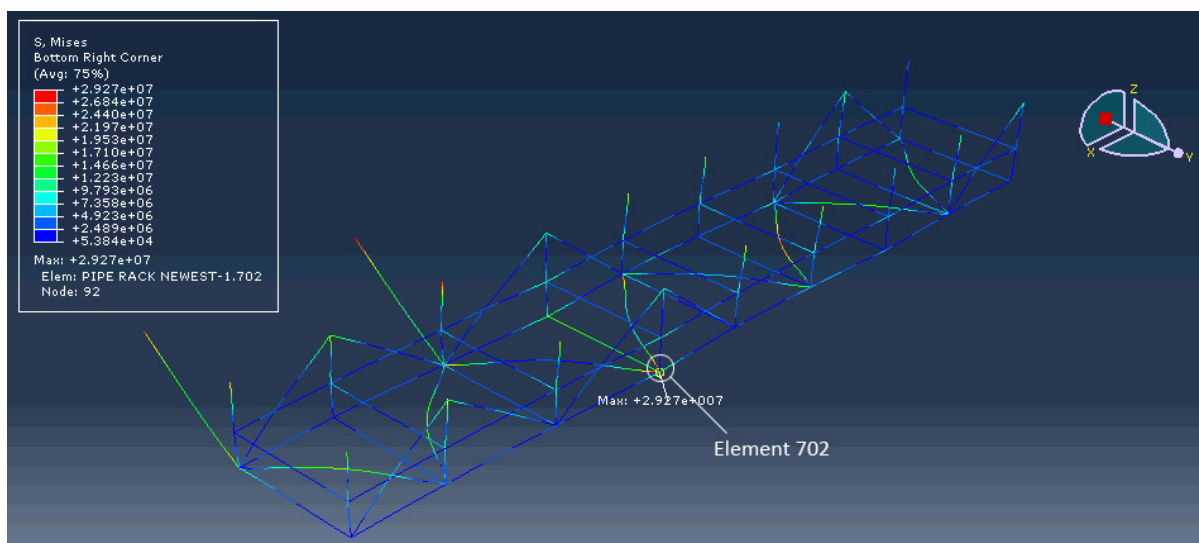 S, Mises
Bottom Right Corner
(Avg: 75%)
+2.927e+07
+2.684e+07
+2.440e+07
+2.197e+07
+1.953e+07
+1.710e+07
+1.466e+07
+1.223e+07
+9.793e+06
+7.358e+06
+4.923e+06
+2.489e+06
+5.384e+04
Max: +2.927e+07
Elem: PIPE RACK NEWEST-1.702
Node: 92
Z
X
Y
Max: +2.927e+007
Element 702